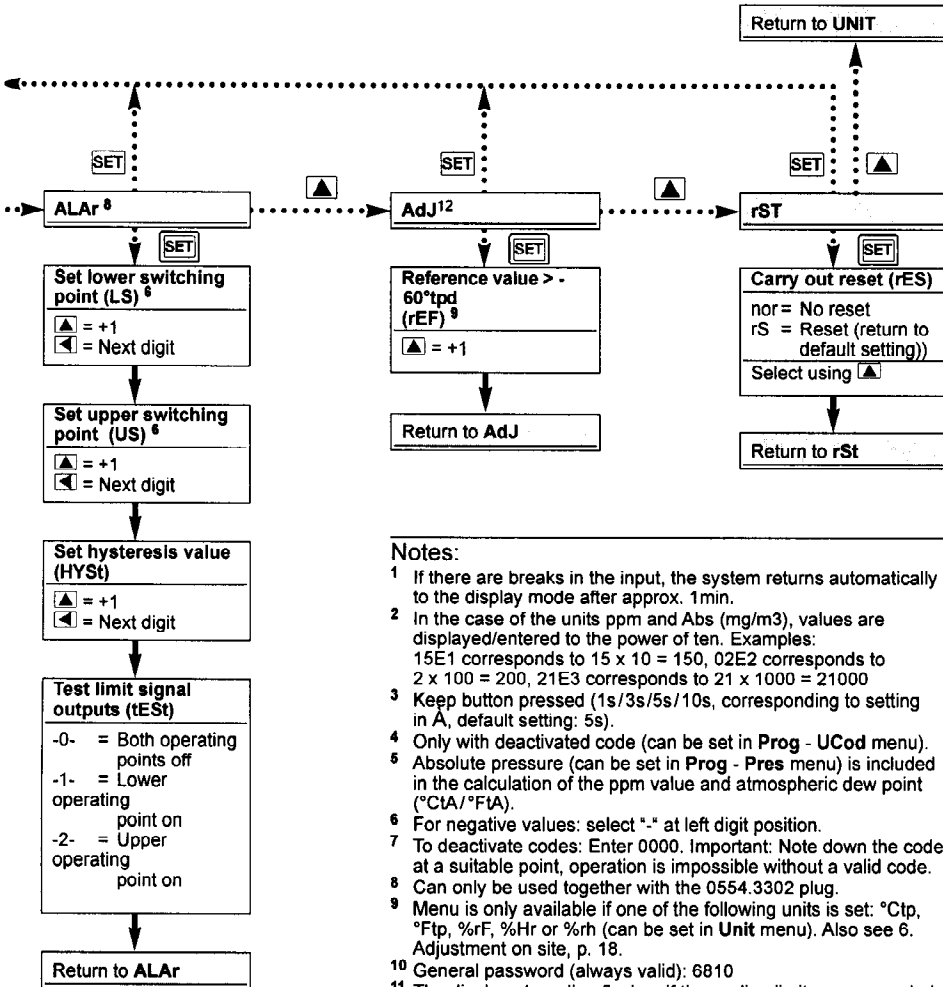 Return to UNIT
SET
SET
SET ▲
▲
▲
ALAr 8
AdJ12
rST
SET
SET
SET
Set lower switching
point (LS) 6
▲ = +1
◀ = Next digit
Set upper switching
point (US) 6
▲ = +1
◀ = Next digit
Set hysteresis value
(HYSt)
▲ = +1
◀ = Next digit
Test limit signal
outputs (tESt)
-0- = Both operating
points off
-1- = Lower
operating
point on
-2- = Upper
operating
point on
Return to ALAr
Reference value > -
60°tpd
(rEF) 9
▲ = +1
Return to AdJ
Carry out reset (rES)
nor = No reset
rS = Reset (return to
default setting))
Select using ▲
Return to rSt
Notes:
1 If there are breaks in the input, the system returns automatically
to the display mode after approx. 1min.
2 In the case of the units ppm and Abs (mg/m3), values are
displayed/entered to the power of ten. Examples:
15E1 corresponds to 15 x 10 = 150, 02E2 corresponds to
2 x 100 = 200, 21E3 corresponds to 21 x 1000 = 21000
3 Keep button pressed (1s/3s/5s/10s, corresponding to setting
in A, default setting: 5s).
4 Only with deactivated code (can be set in Prog - UCod menu).
5 Absolute pressure (can be set in Prog - Pres menu) is included
in the calculation of the ppm value and atmospheric dew point
(°CtA/°FtA).
6 For negative values: select "-" at left digit position.
7 To deactivate codes: Enter 0000. Important: Note down the code
at a suitable point, operation is impossible without a valid code.
8 Can only be used together with the 0554.3302 plug.
9 Menu is only available if one of the following units is set: °Ctp,
°Ftp, %rF, %Hr or %rh (can be set in Unit menu). Also see 6.
Adjustment on site, p. 18.
10 General password (always valid): 6810